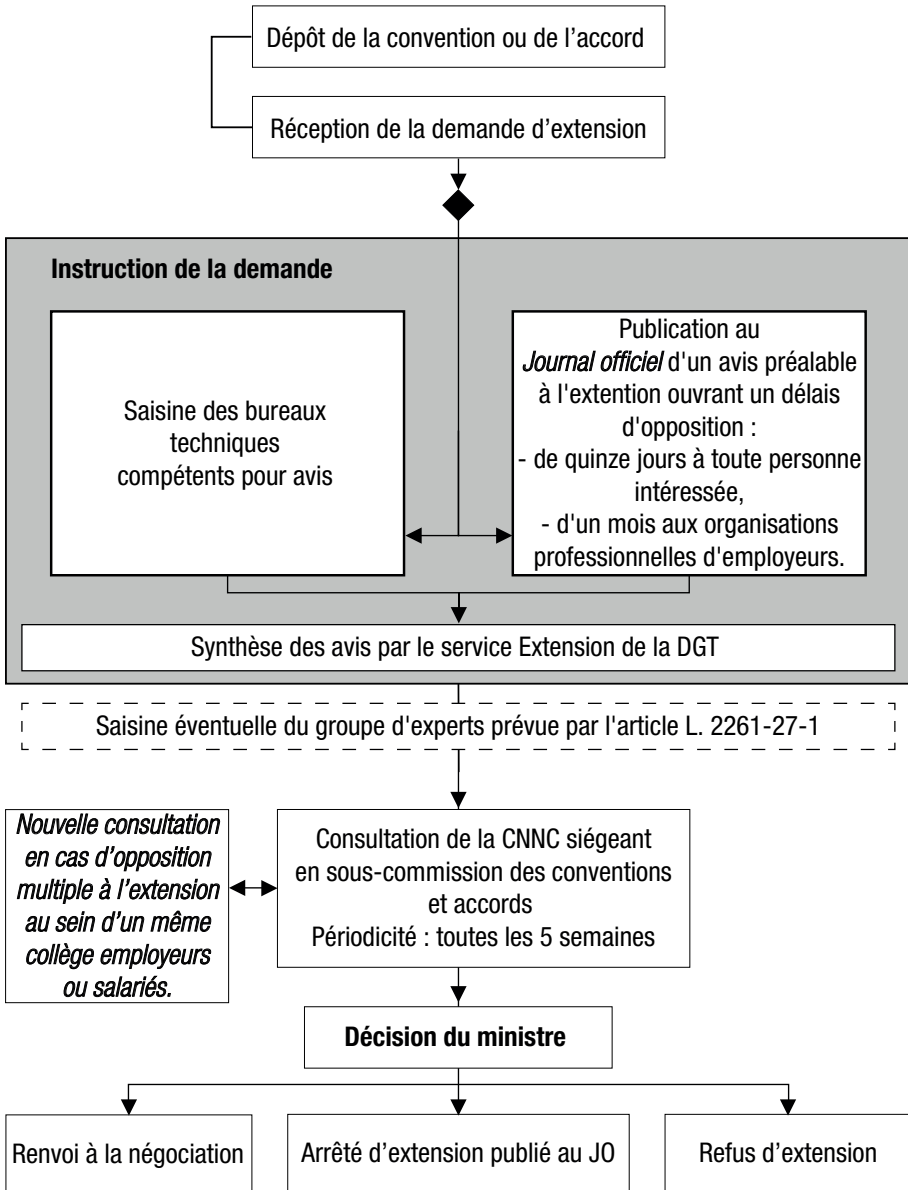 Dépôt de la convention ou de l’accord
Réception de la demande d’extension
Instruction de la demande
Saisine des bureaux
techniques
compétents pour avis
Publication au
Journal officiel d'un avis préalable
à l'extention ouvrant un délais
d'opposition :
- de quinze jours à toute personne
intéressée,
- d'un mois aux organisations
professionnelles d'employeurs.
Synthèse des avis par le service Extension de la DGT
Saisine éventuelle du groupe d'experts prévue par l'article L. 2261-27-1
Nouvelle consultation
en cas d’opposition
multiple à l’extension
au sein d’un même
collège employeurs
ou salariés.
Consultation de la CNNC siégeant
en sous-commission des conventions
et accords
Périodicité : toutes les 5 semaines
Décision du ministre
Renvoi à la négociation
Arrêté d’extension publié au JO
Refus d’extension